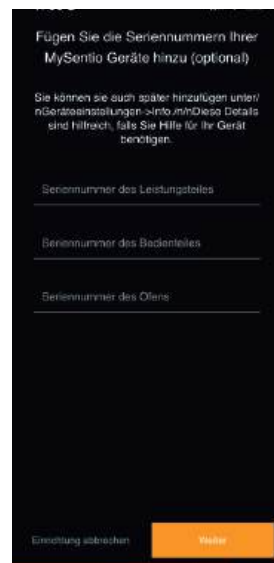 Fügen Sie die Seriennummern Ihrer
MySentio Geräte hinzu (optional)
Sie können sie auch später hinzufügen unter/
nGeräteeinstellungen->Info./n/nDiese Details
sind hilfreich, falls Sie Hilfe für Ihr Gerät
benötigen.
Seriennummer des Leistungsteiles
Seriennummer des Bedienteiles
Seriennummer des Ofens
Einrichtung abbrechen
Weiter